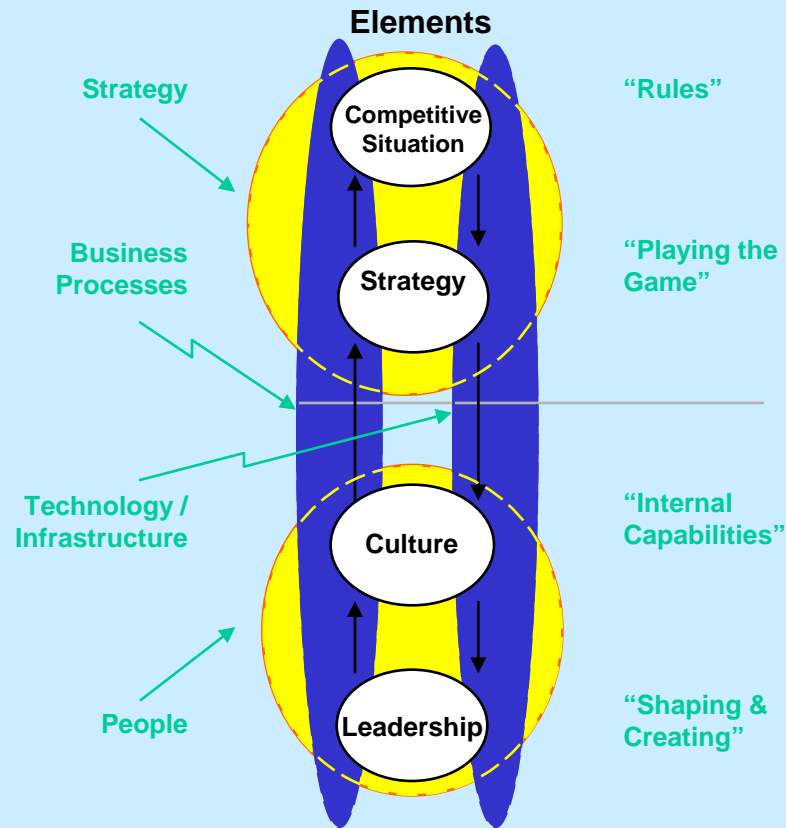 Elements
Strategy
Competitive
Situation
“Rules”
Business
Processes
Strategy
“Playing the
Game”
Technology /
Infrastructure
Culture
“Internal
Capabilities”
People
Leadership
“Shaping &
Creating”